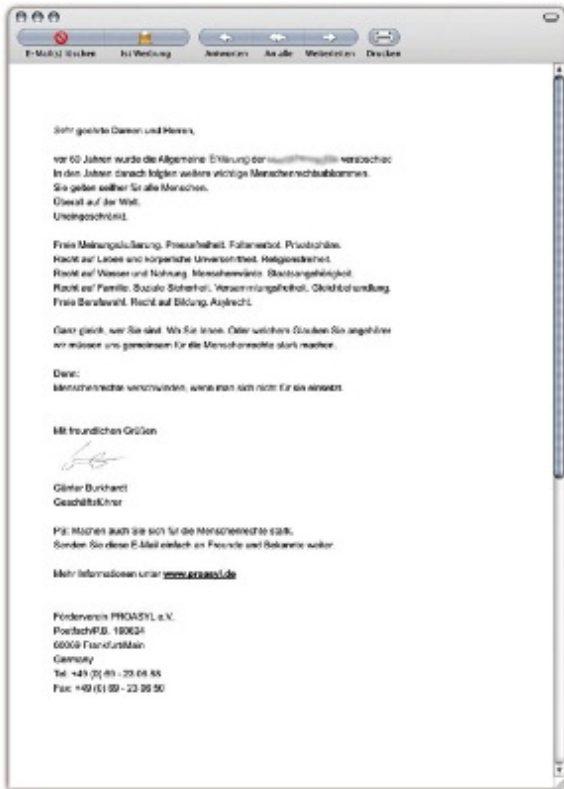 E-Mail(s) löschen Ist Werbung Antworten An alle Weiterleiten Drucken
Sehr geehrte Damen und Herren,
vor 60 Jahren wurde die Allgemeine Erklärung der verabschied
In den Jahren danach folgten weitere wichtige Menschenrechtsabkommen.
Sie gelten seither für alle Menschen.
Überall auf der Welt.
Uneingeschränkt.
Freie Meinungsäußerung. Pressefreiheit. Folterverbot. Privatsphäre.
Recht auf Leben und körperliche Unversehrtheit. Religionsfreiheit.
Recht auf Wasser und Nahrung. Menschenwürde. Staatsangehörigkeit.
Recht auf Familie. Soziale Sicherheit. Versammlungsfreiheit. Gleichbehandlung.
Freie Berufswahl. Recht auf Bildung. Asylrecht.
Ganz gleich, wer Sie sind. Wo Sie leben. Oder welchem Glauben Sie angehören
wir müssen uns gemeinsam für die Menschenrechte stark machen.
Denn:
Menschenrechte verschwinden, wenn man sich nicht für sie einsetzt.
Mit freundlichen Grüßen
Günter Burkhardt
Geschäftsführer
PS: Machen auch Sie sich für die Menschenrechte stark.
Senden Sie diese E-Mail einfach an Freunde und Bekannte weiter.
Mehr Informationen unter www.proasyl.de
Förderverein PROASYL e.V.
Postfach/P.B. 160624
60069 Frankfurt/Main
Germany
Tel: +49 (0) 69 - 23 06 88
Fax: +49 (0) 69 - 23 06 50